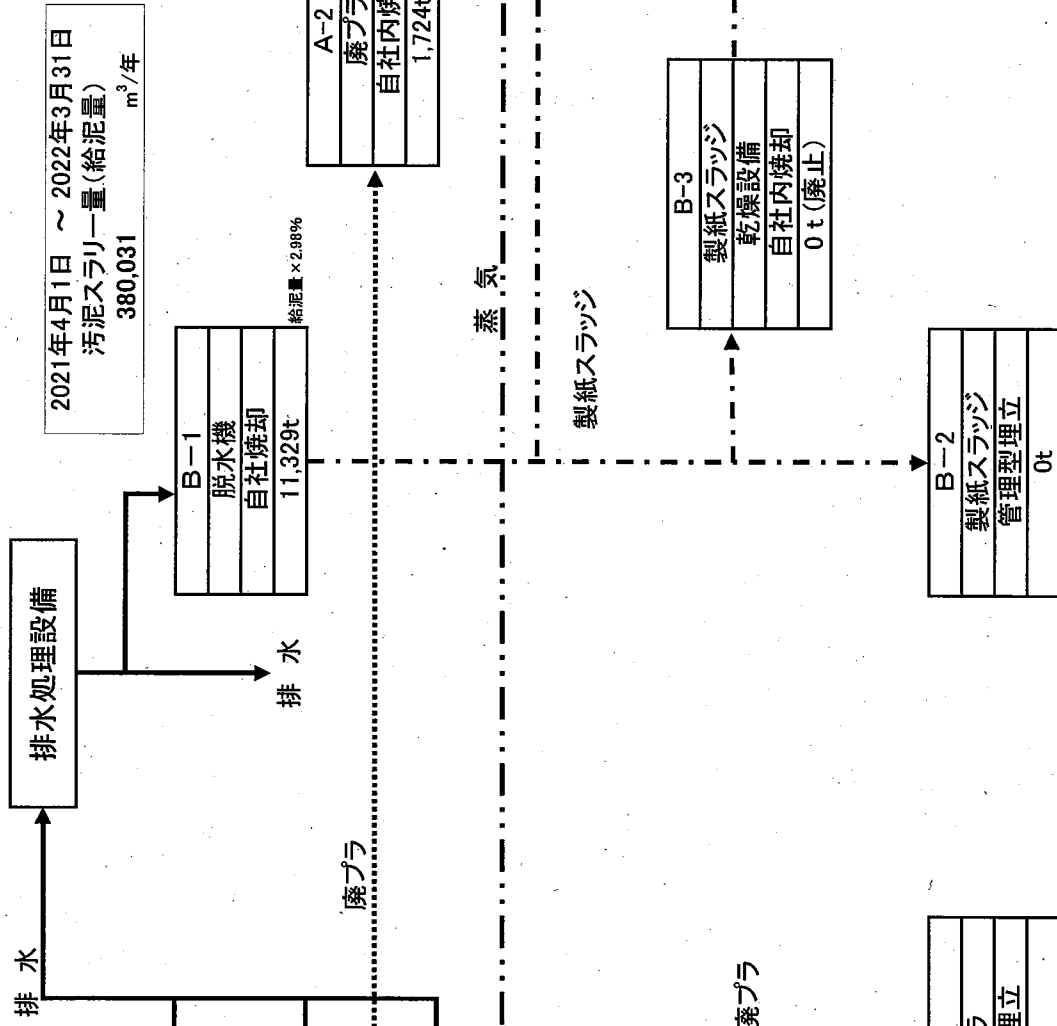 2021年4月1日 ～ 2022年3月31日
汚泥スラリー量(給泥量)
380,031
m³/年
A-2
廃プラ
自社内焼
1,724t
給泥量×2.98%
B-1
脱水機
自社焼却
11,329t
排水処理設備
排 水
排 水
廃プラ
蒸 気
製紙スラッジ
B-3
製紙スラッジ
乾燥設備
自社内焼却
0 t (廃止)
B-2
製紙スラッジ
管理型埋立
0t
廃プラ
ラ
埋立